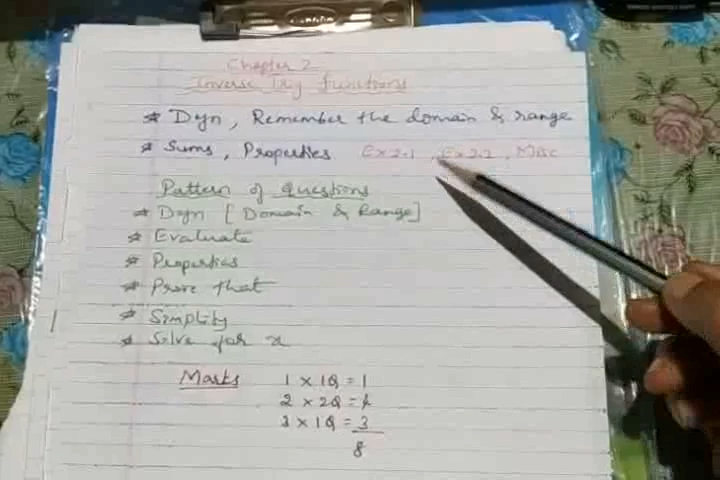 Chapter 2
Inverse Trig Functions
* Defn, Remember the domain & range
* Sums, Properties Ex 2.1, Ex 2.2, Misc
Pattern of Questions
* Defn [Domain & Range]
* Evaluate
* Properties
* Prove that
* Simplify
* Solve for x
Marks 1 x 1Q = 1
2 x 2Q = 4
3 x 1Q = 3
8